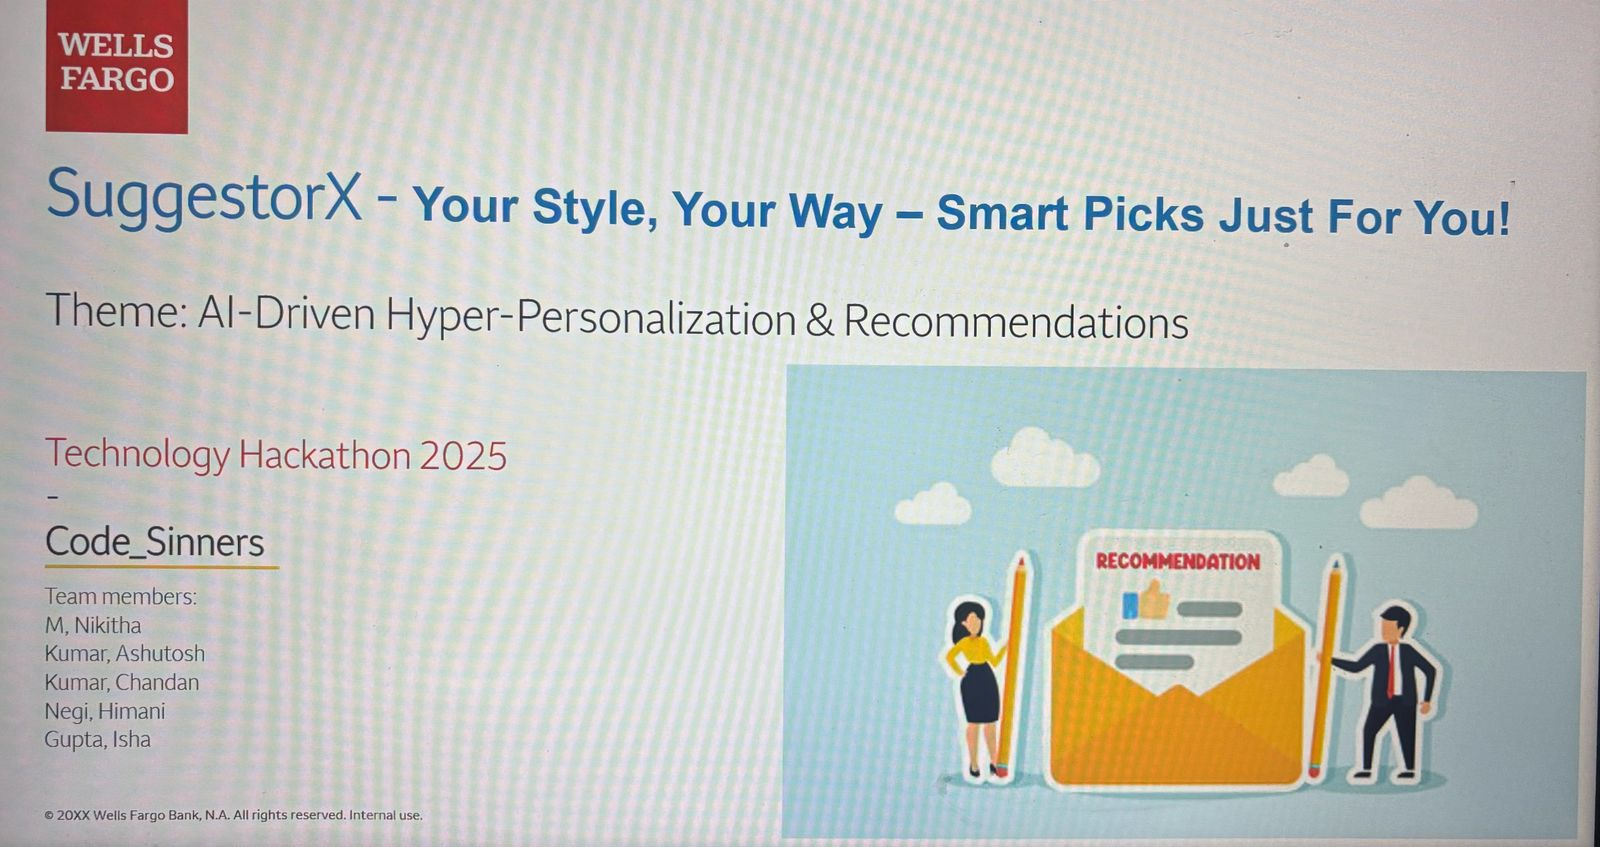 WELLS
FARGO
SuggestorX - Your Style, Your Way – Smart Picks Just For You!
Theme: AI-Driven Hyper-Personalization & Recommendations
Technology Hackathon 2025
-
Code_Sinners
Team members:
M, Nikitha
Kumar, Ashutosh
Kumar, Chandan
Negi, Himani
Gupta, Isha
RECOMMENDATION
© 20XX Wells Fargo Bank, N.A. All rights reserved. Internal use.